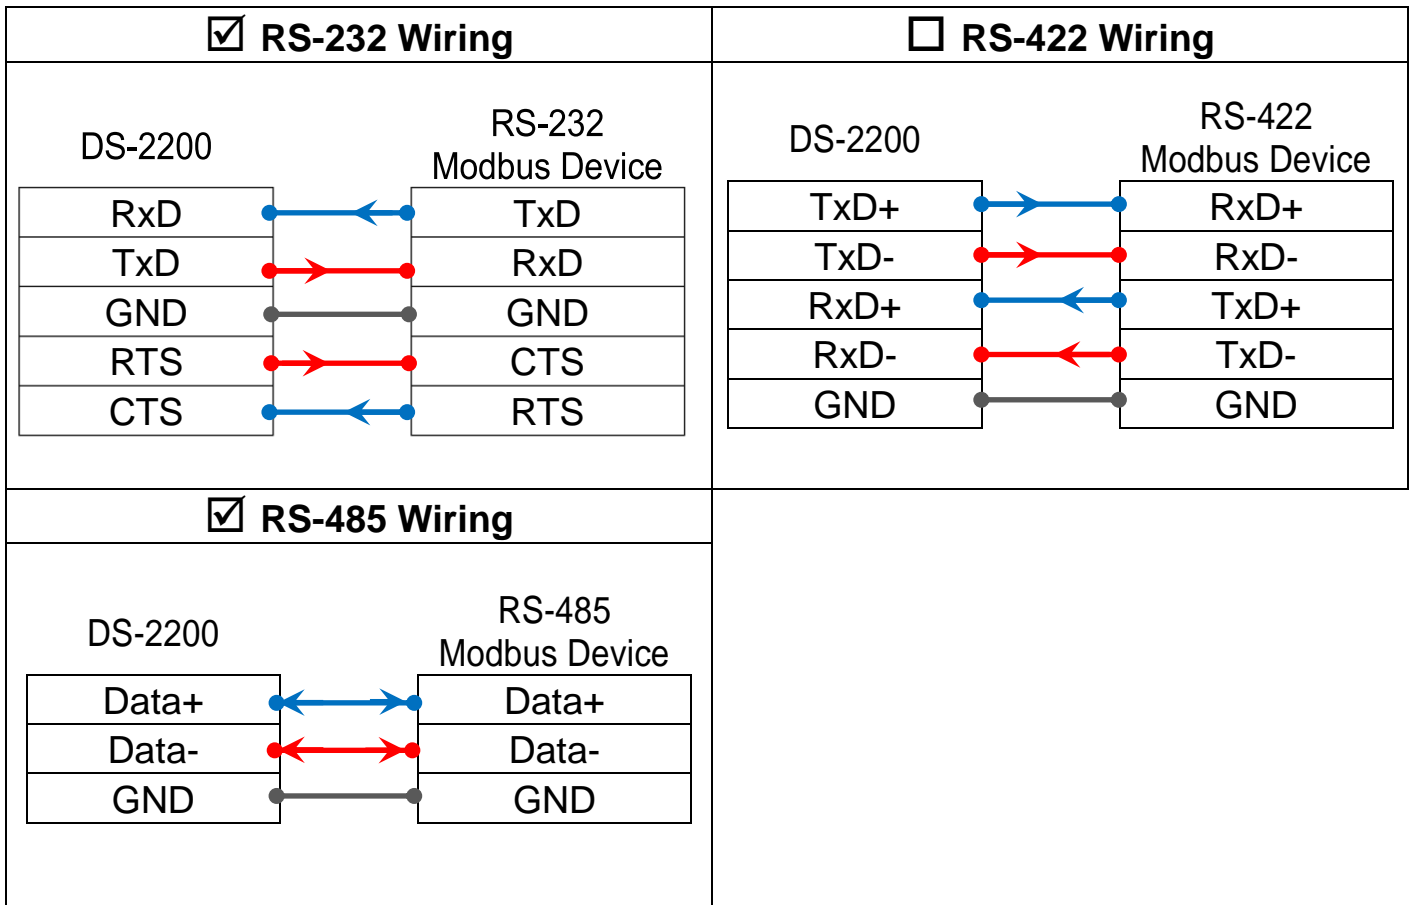 ☑ RS-232 Wiring
DS-2200
RS-232
Modbus Device
RxD TxD
TxD RxD
GND GND
RTS CTS
CTS RTS
☐ RS-422 Wiring
DS-2200
RS-422
Modbus Device
TxD+ RxD+
TxD- RxD-
RxD+ TxD+
RxD- TxD-
GND GND
☑ RS-485 Wiring
DS-2200
RS-485
Modbus Device
Data+ Data+
Data- Data-
GND GND